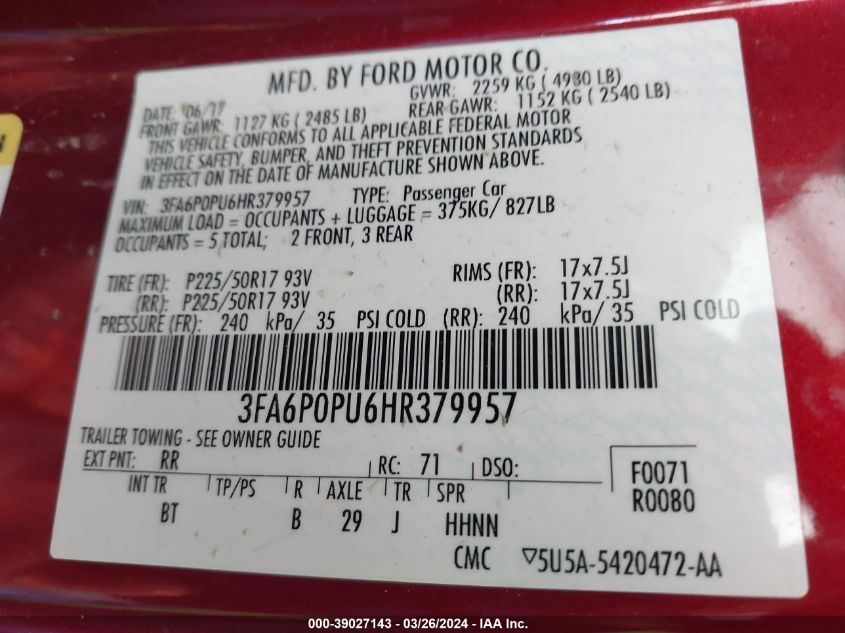 MFD. BY FORD MOTOR CO.
DATE: 06/17 GVWR: 2259 KG ( 4980 LB)
FRONT GAWR: 1127 KG ( 2485 LB) REAR GAWR: 1152 KG ( 2540 LB)
THIS VEHICLE CONFORMS TO ALL APPLICABLE FEDERAL MOTOR
VEHICLE SAFETY, BUMPER, AND THEFT PREVENTION STANDARDS
IN EFFECT ON THE DATE OF MANUFACTURE SHOWN ABOVE.
VIN: 3FA6P0PU6HR379957 TYPE: Passenger Car
MAXIMUM LOAD = OCCUPANTS + LUGGAGE = 375KG/ 827LB
OCCUPANTS = 5 TOTAL; 2 FRONT, 3 REAR
TIRE (FR): P225/50R17 93V RIMS (FR): 17x7.5J
(RR): P225/50R17 93V (RR): 17x7.5J
PRESSURE (FR): 240 kPa/ 35 PSI COLD (RR): 240 kPa/ 35 PSI COLD
3FA6P0PU6HR379957
TRAILER TOWING - SEE OWNER GUIDE
EXT PNT: RR RC: 71 DSO: F0071
R0080
INT TR TP/PS R AXLE TR SPR
BT B 29 J HHNN
CMC ▽5U5A-5420472-AA
000-39027143 - 03/26/2024 - IAA Inc.